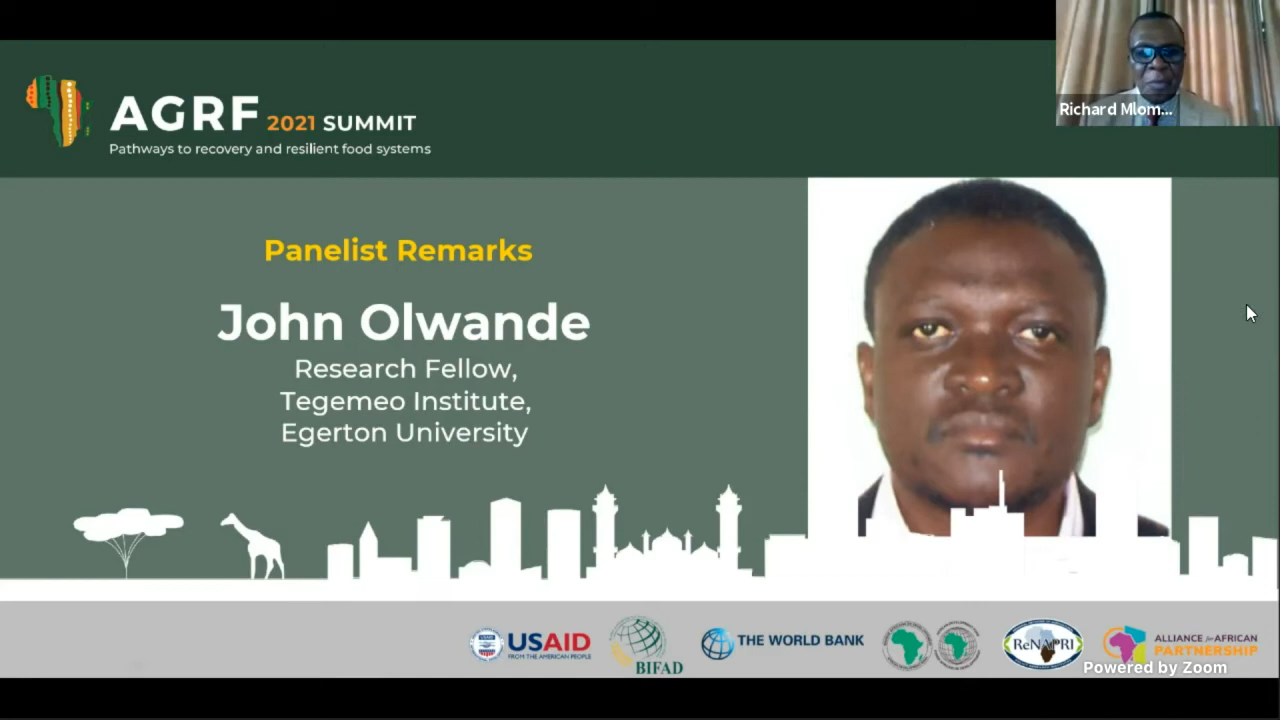 AGRF 2021 SUMMIT
Pathways to recovery and resilient food systems
Richard Mlom...
Panelist Remarks
John Olwande
Research Fellow,
Tegemeo Institute,
Egerton University
USAID
FROM THE AMERICAN PEOPLE
BIFAD
THE WORLD BANK
ReNAPRI
ALLIANCE for AFRICAN
PARTNERSHIP
Powered by Zoom